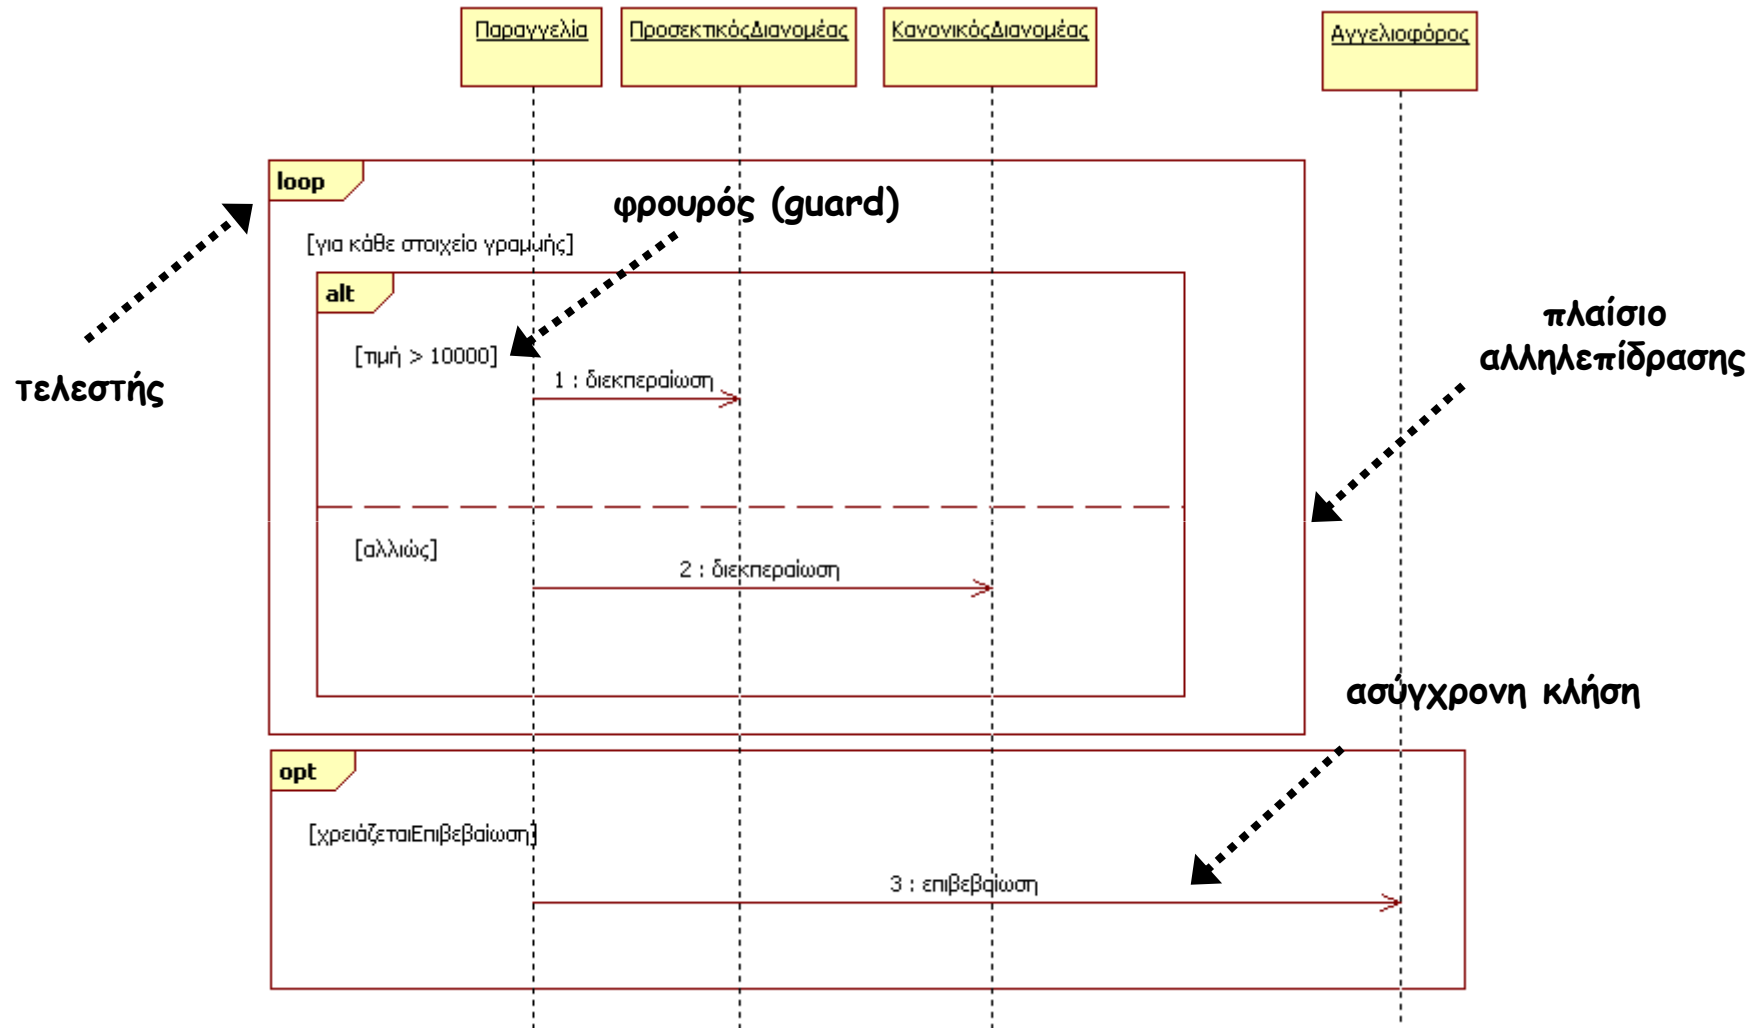 Παραγγελία
ΠροσεκτικόςΔιανομέας
ΚανονικόςΔιανομέας
Αγγελιοφόρος
loop
φρουρός (guard)
[για κάθε στοιχείο γραμμής]
alt
πλαίσιο
αλληλεπίδρασης
[τιμή > 10000]
1 : διεκπεραίωση
τελεστής
[αλλιώς]
2 : διεκπεραίωση
ασύγχρονη κλήση
opt
[χρειάζεταιΕπιβεβαίωση]
3 : επιβεβαίωση